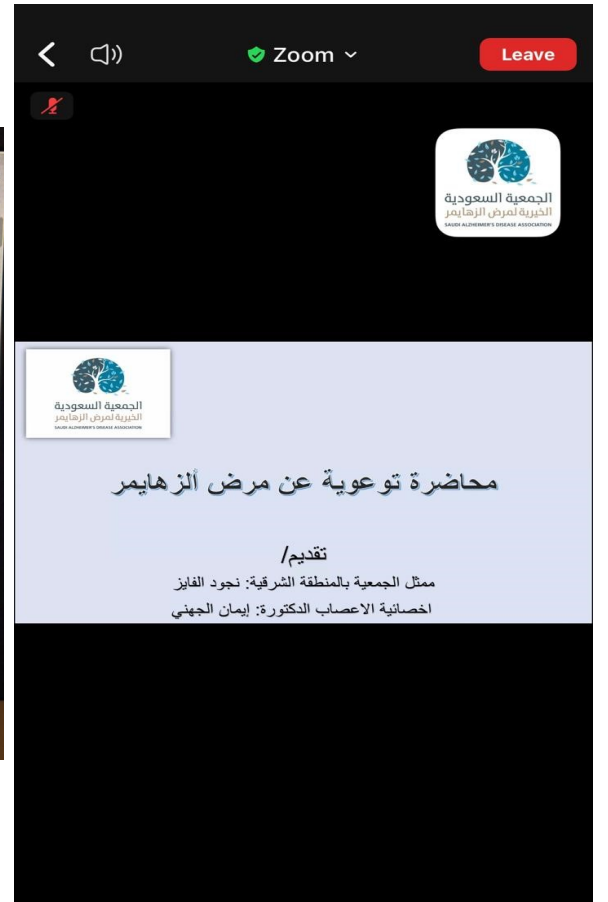 Zoom
Leave
الجمعية السعودية
الخيرية لمرض الزهايمر
SAUDI ALZHEIMER'S DISEASE ASSOCIATION
الجمعية السعودية
الخيرية لمرض الزهايمر
SAUDI ALZHEIMER'S DISEASE ASSOCIATION
محاضرة توعوية عن مرض ألزهايمر
تقديم/
ممثل الجمعية بالمنطقة الشرقية: نجود الفايز
اخصائية الاعصاب الدكتورة: إيمان الجهني